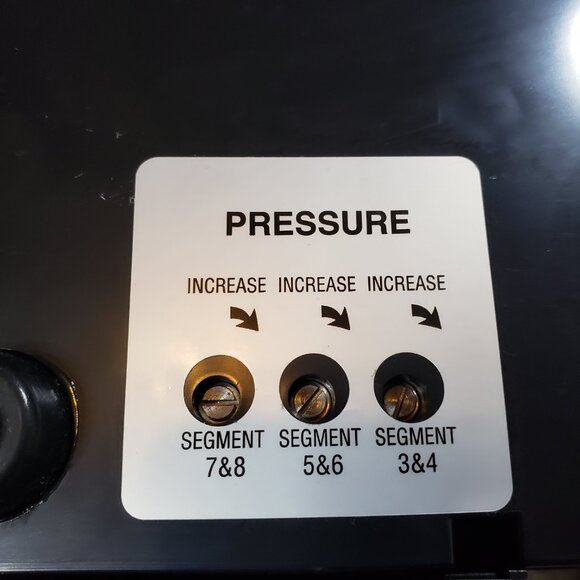 PRESSURE
INCREASE INCREASE INCREASE
SEGMENT SEGMENT SEGMENT
7&8 5&6 3&4